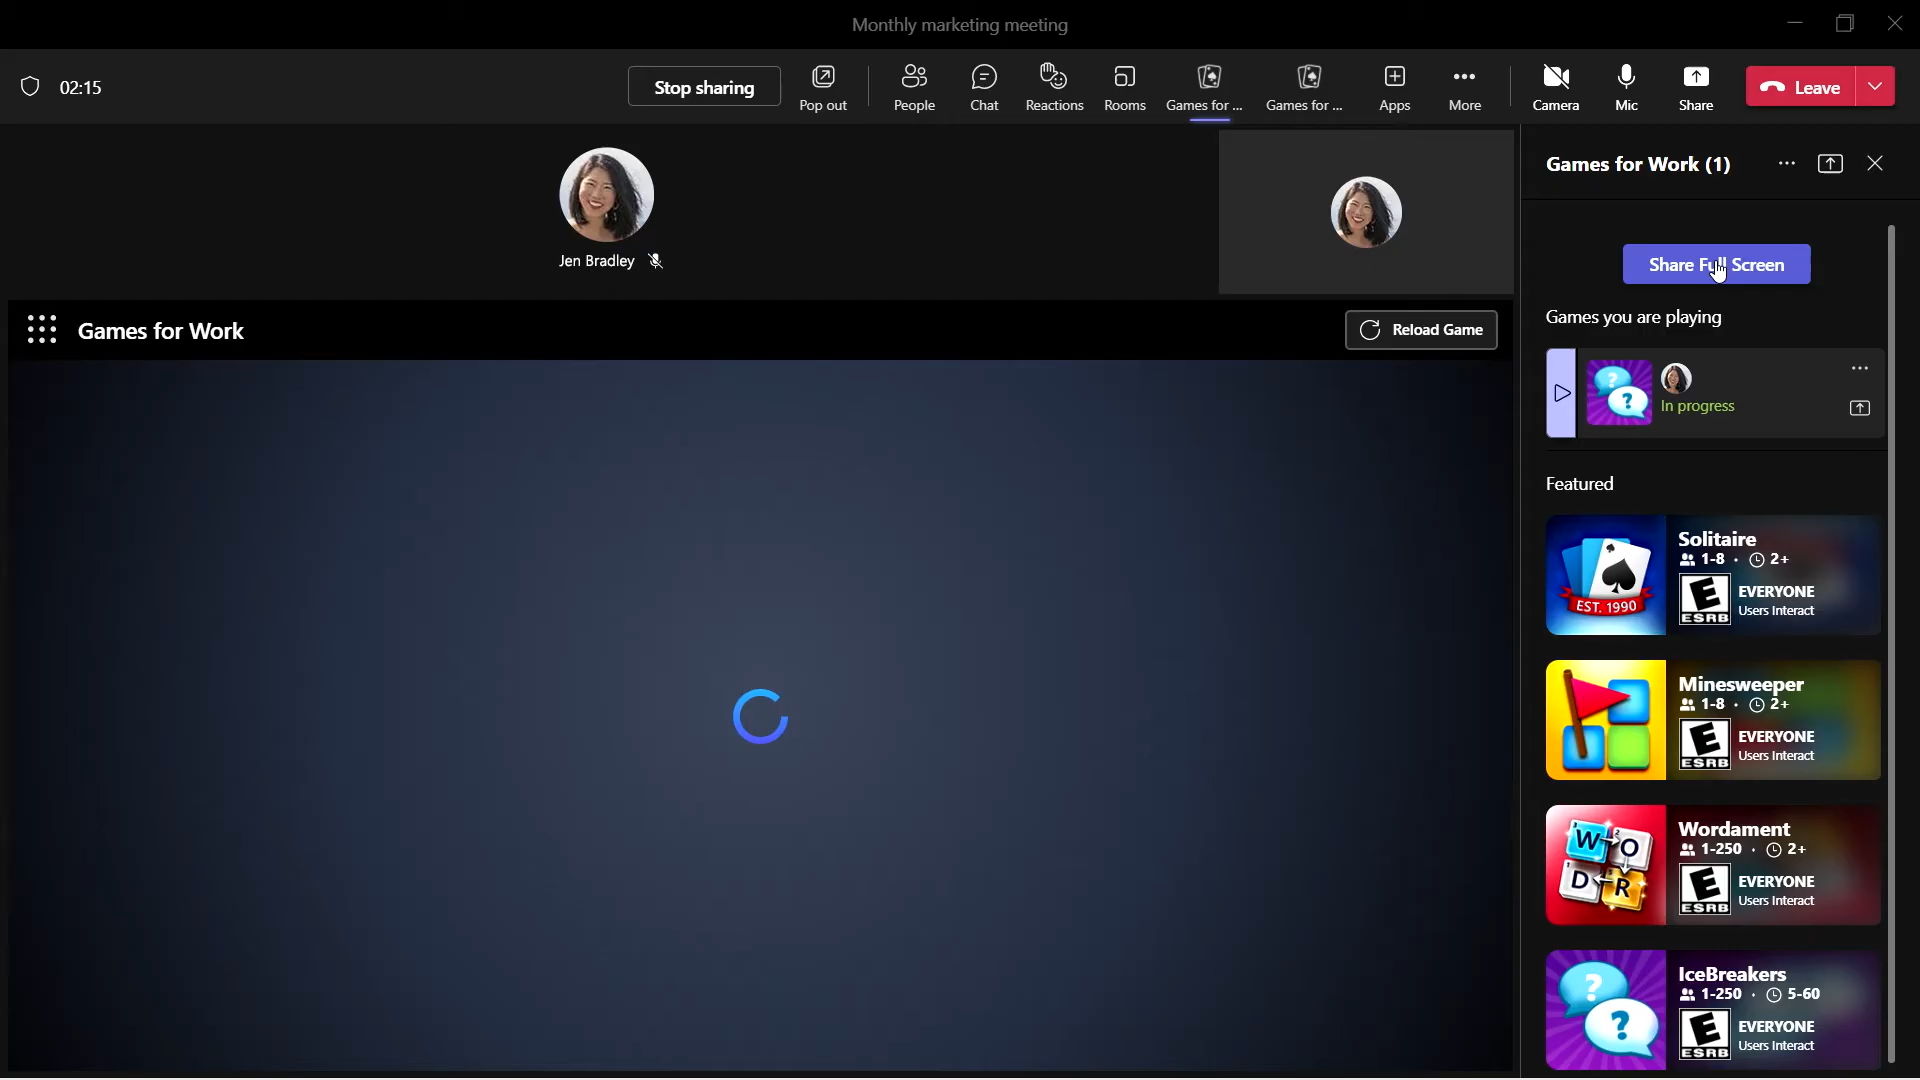 Monthly marketing meeting
02:15
Stop sharing
Pop out
People
Chat
Reactions
Rooms
Games for ...
Games for ...
Apps
More
Camera
Mic
Share
Leave
Jen Bradley
Games for Work
Reload Game
Games for Work (1)
Share Full Screen
Games you are playing
? ?
In progress
Featured
EST. 1990
Solitaire
1-8 · 2+
E EVERYONE
ESRB Users Interact
Minesweeper
1-8 · 2+
E EVERYONE
ESRB Users Interact
W O
D R
Wordament
1-250 · 2+
E EVERYONE
ESRB Users Interact
? ?
IceBreakers
1-250 · 5-60
E EVERYONE
ESRB Users Interact